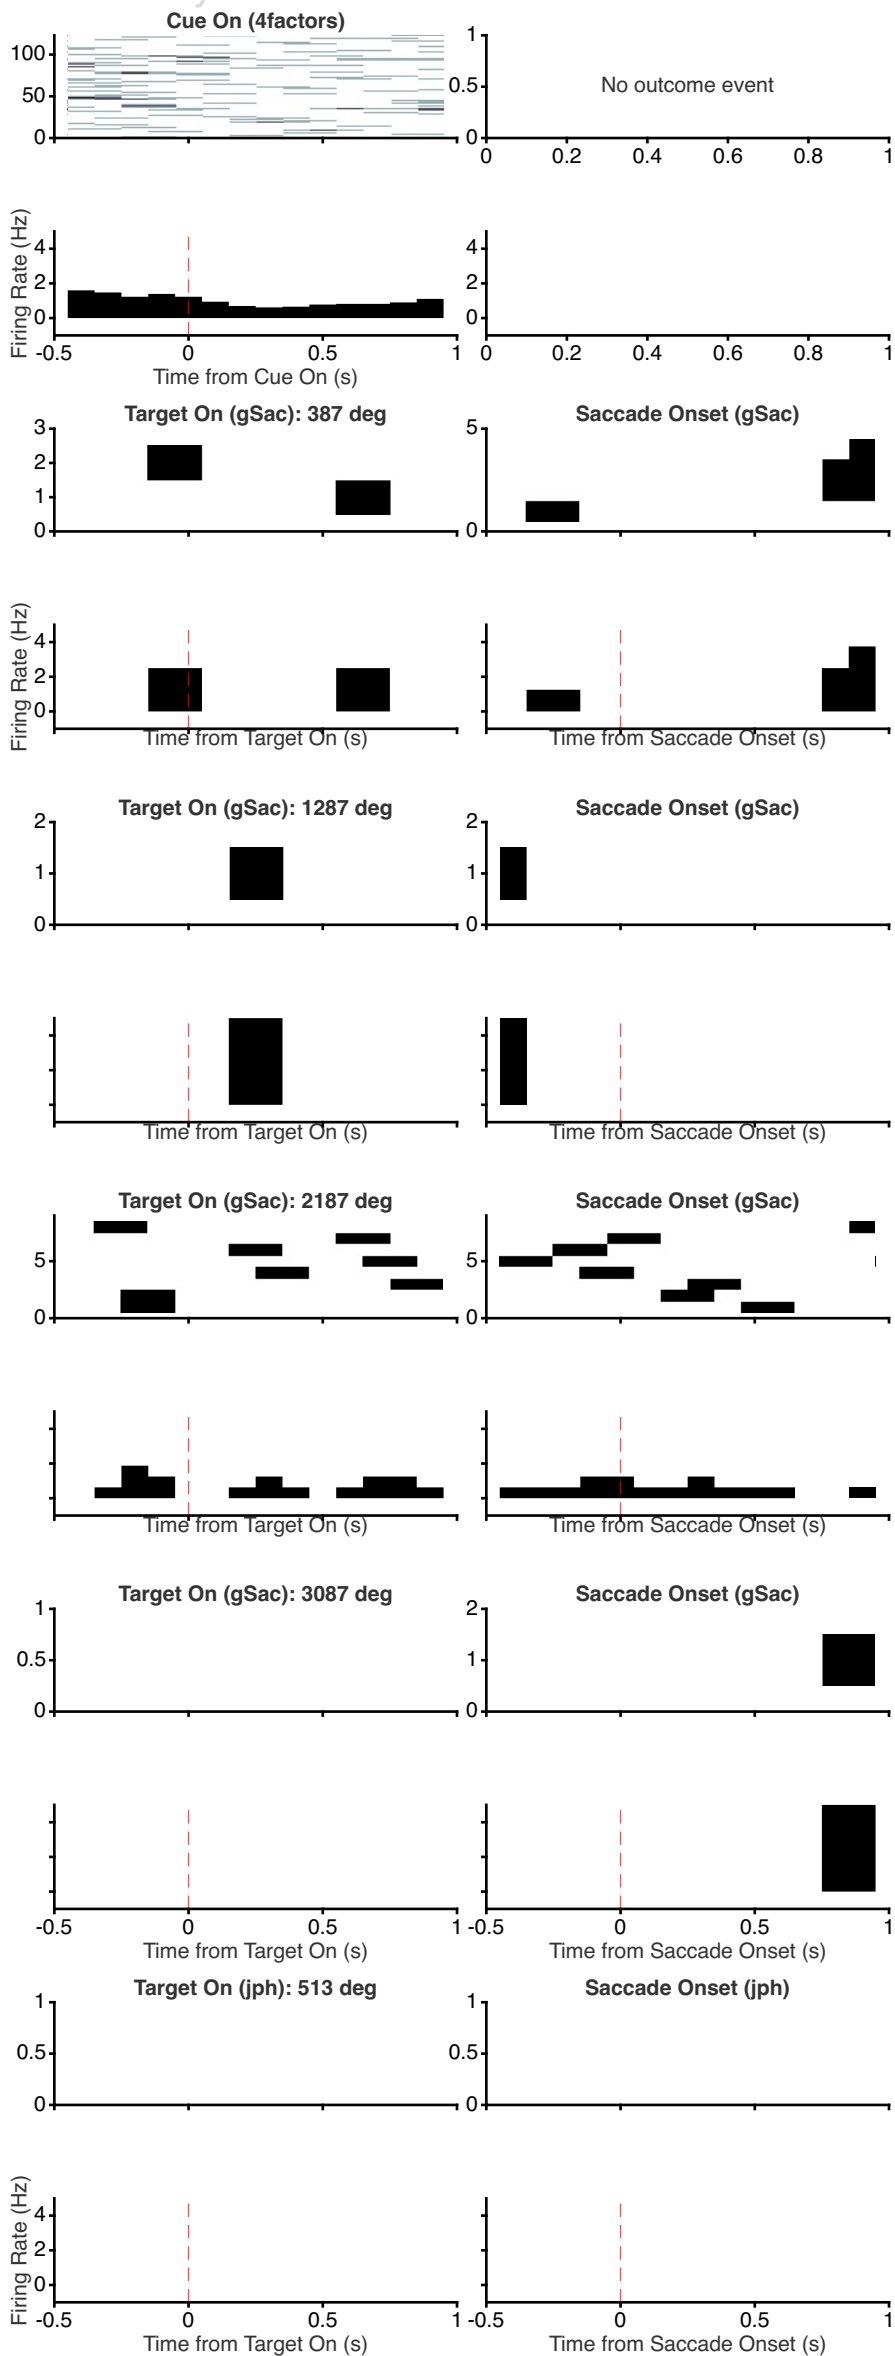 Cue On (4factors)
100
50
0
1
0.5
0
No outcome event
0 0.2 0.4 0.6 0.8 1
Firing Rate (Hz)
4
2
0
-0.5 0 0.5 1
Time from Cue On (s)
4
2
0
0 0.2 0.4 0.6 0.8 1
Target On (gSac): 387 deg
3
2
1
0
Saccade Onset (gSac)
5
0
Firing Rate (Hz)
4
2
0
Time from Target On (s)
Time from Saccade Onset (s)
Target On (gSac): 1287 deg
2
1
0
Saccade Onset (gSac)
2
1
0
Time from Target On (s)
Time from Saccade Onset (s)
Target On (gSac): 2187 deg
5
0
Saccade Onset (gSac)
5
0
Time from Target On (s)
Time from Saccade Onset (s)
Target On (gSac): 3087 deg
1
0.5
0
Saccade Onset (gSac)
2
1
0
-0.5 0 0.5 1
Time from Target On (s)
-0.5 0 0.5 1
Time from Saccade Onset (s)
Target On (jph): 513 deg
1
0.5
0
Saccade Onset (jph)
1
0.5
0
Firing Rate (Hz)
4
2
0
-0.5 0 0.5 1
Time from Target On (s)
-0.5 0 0.5 1
Time from Saccade Onset (s)